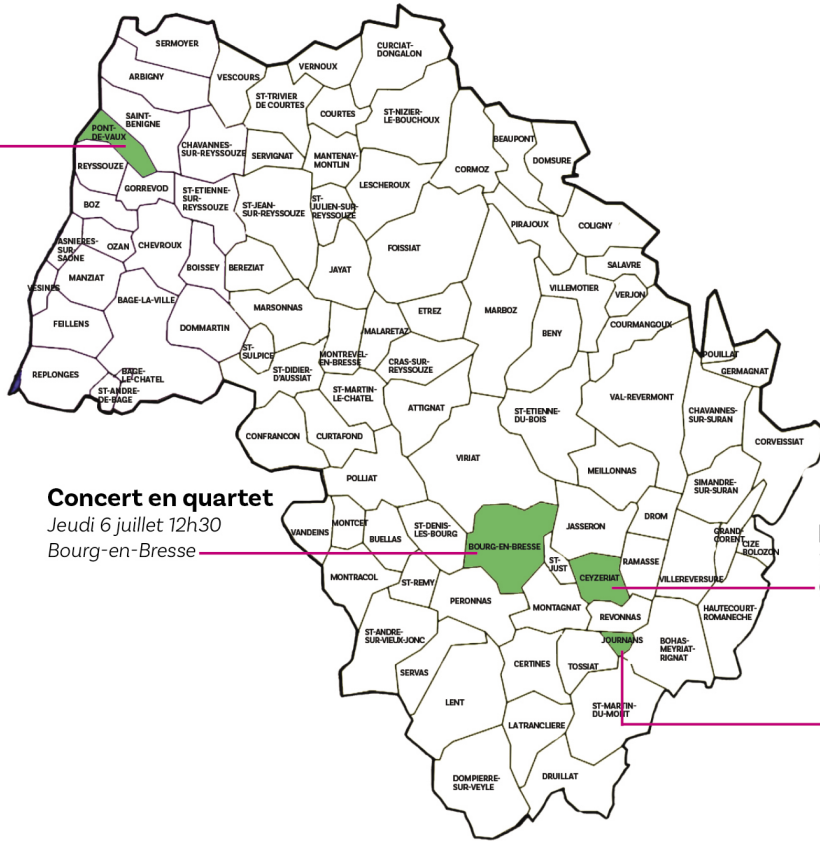 SERMOYER
CURCIAT-
DONGALON
ARBIGNY
VESCOURS
VERNOUX
ST-TRIVIER
DE COURTES
COURTES
ST-NIZIER-
LE-BOUCHOUX
SAINT-
BENIGNE
PONT-
DE-VAUX
CHAVANNES-
SUR-REYSSOUZE
SERVIGNAT
MANTENAY-
MONTLIN
BEAUPONT
DOMSURE
CORMOZ
REYSSOUZE
GORREVOD
ST-ETIENNE-
SUR-
REYSSOUZE
ST-JEAN-
SUR-REYSSOUZE
ST-
JULIEN-SUR-
REYSSOUZE
LESCHEROUX
BOZ
PIRAJOUX
COLIGNY
ASNIERES-
SUR-
SAONE
OZAN
CHEVROUX
BOISSEY
BEREZIAT
JAYAT
FOISSIAT
SALAVRE
MANZIAT
VESINES
BAGE-LA-VILLE
MARSONNAS
ETREZ
MARBOZ
VILLEMOTIER
VERJON
FEILLENS
DOMMARTIN
MALARETAZ
BENY
COURMANGOUX
ST-
SULPICE
MONTREVEL-
EN-BRESSE
CRAS-SUR-
REYSSOUZE
POUILLAT
GERMAGNAT
REPLONGES
BAGE-
LE-CHATEL
ST-ANDRE-
DE-BAGE
ST-DIDIER-
D'AUSSIAT
ST-MARTIN-
LE-CHATEL
ATTIGNAT
ST-ETIENNE-
DU-BOIS
VAL-REVERMONT
CHAVANNES-
SUR-SURAN
CORVEISSIAT
CONFRANCON
CURTAFOND
VIRIAT
MEILLONNAS
POLLIAT
SIMANDRE-
SUR-SURAN
Concert en quartet
Jeudi 6 juillet 12h30
Bourg-en-Bresse
VANDEINS
MONTCET
BUELLAS
ST-DENIS-
LES-BOURG
BOURG-EN-BRESSE
JASSERON
DROM
GRAND-
CORENT
CIZE
BOLOZON
MONTRACOL
ST-REMY
ST-
JUST
CEYZERIAT
RAMASSE
VILLEREVERSURE
PERONNAS
MONTAGNAT
REVONNAS
HAUTECOURT-
ROMANECHE
ST-ANDRE-
SUR-VIEUX-JONC
JOURNANS
BOHAS-
MEYRIAT-
RIGNAT
SERVAS
CERTINES
TOSSIAT
LENT
ST-MARTIN-
DU-MONT
LATRANCLIERE
DOMPIERRE-
SUR-VEYLE
DRUILLAT